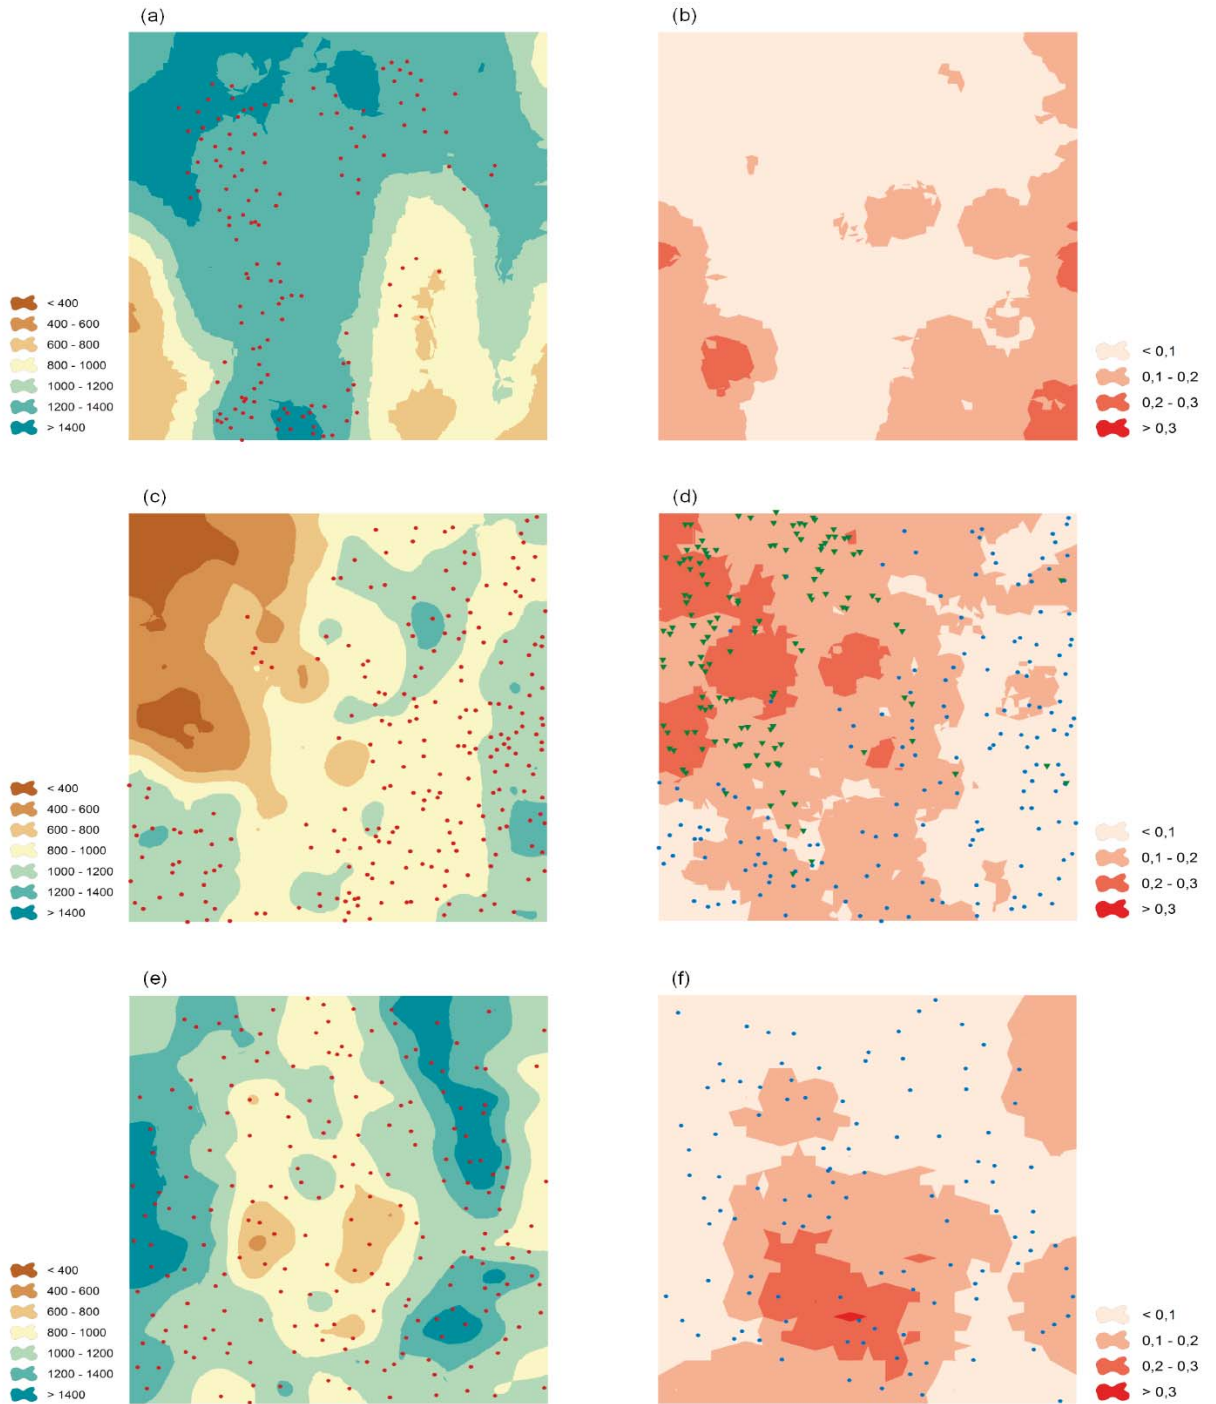 (a)
< 400
400 - 600
600 - 800
800 - 1000
1000 - 1200
1200 - 1400
> 1400
(b)
< 0,1
0,1 - 0,2
0,2 - 0,3
> 0,3
(c)
< 400
400 - 600
600 - 800
800 - 1000
1000 - 1200
1200 - 1400
> 1400
(d)
< 0,1
0,1 - 0,2
0,2 - 0,3
> 0,3
(e)
< 400
400 - 600
600 - 800
800 - 1000
1000 - 1200
1200 - 1400
> 1400
(f)
< 0,1
0,1 - 0,2
0,2 - 0,3
> 0,3